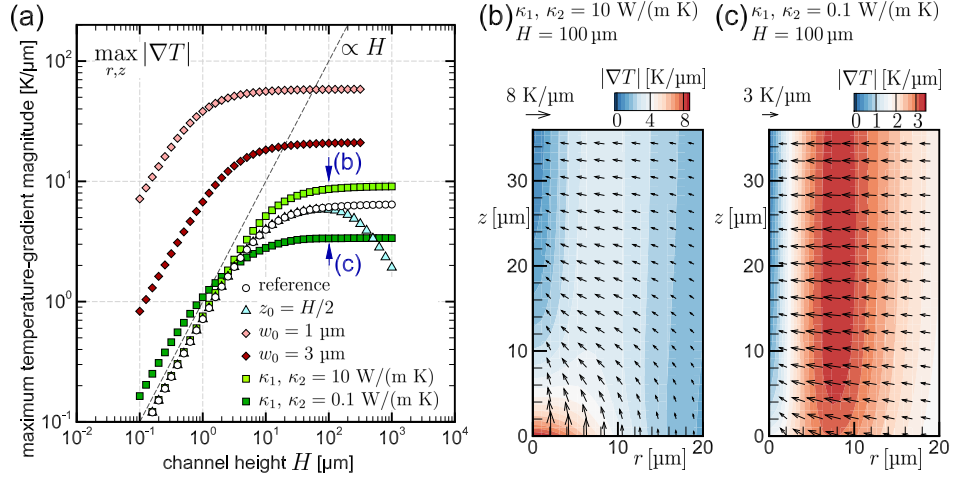 (a)
max r,z |∇T|
∝ H
(b)
(c)
reference
z₀ = H/2
w₀ = 1 μm
w₀ = 3 μm
κ₁, κ₂ = 10 W/(m K)
κ₁, κ₂ = 0.1 W/(m K)
maximum temperature-gradient magnitude [K/μm]
10² 10¹ 10⁰ 10⁻¹
10⁻² 10⁻¹ 10⁰ 10¹ 10² 10³ 10⁴
channel height H [μm]
(b) κ₁, κ₂ = 10 W/(m K)
H = 100 μm
|∇T| [K/μm]
8 K/μm
0 4 8
z
[μm]
30
20
10
0
0 10 20
r [μm]
(c) κ₁, κ₂ = 0.1 W/(m K)
H = 100 μm
|∇T| [K/μm]
3 K/μm
0 1 2 3
z
[μm]
30
20
10
0
0 10 20
r [μm]